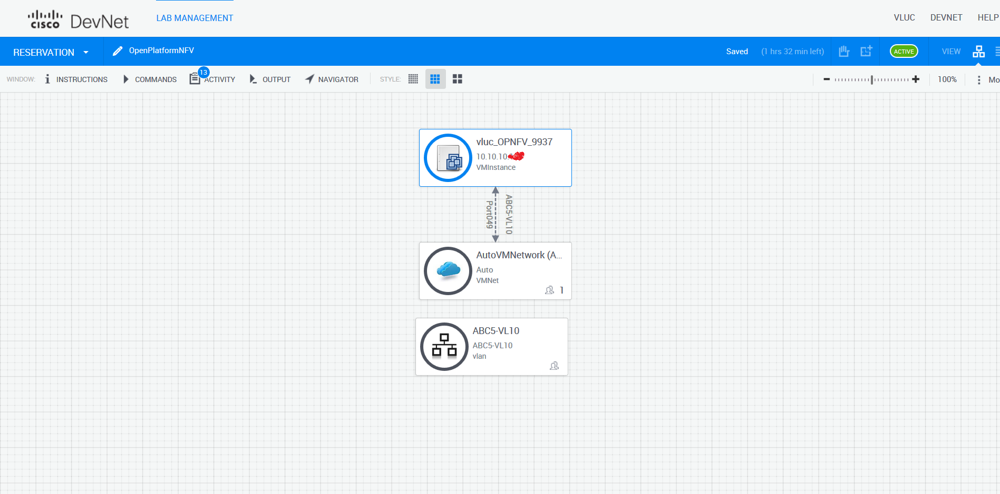 CISCO DevNet
LAB MANAGEMENT
VLUC DEVNET HELP
RESERVATION
OpenPlatformNFV
Saved (1 hrs 32 min left)
ACTIVE
VIEW
WINDOW: INSTRUCTIONS COMMANDS 13 ACTIVITY OUTPUT NAVIGATOR STYLE:
100%
Mo
vluc_OPNFV_9937
10.10.10.
VMInstance
Port049
ABC5-VL10
AutoVMNetwork (A...
Auto
VMNet
1
ABC5-VL10
ABC5-VL10
vlan